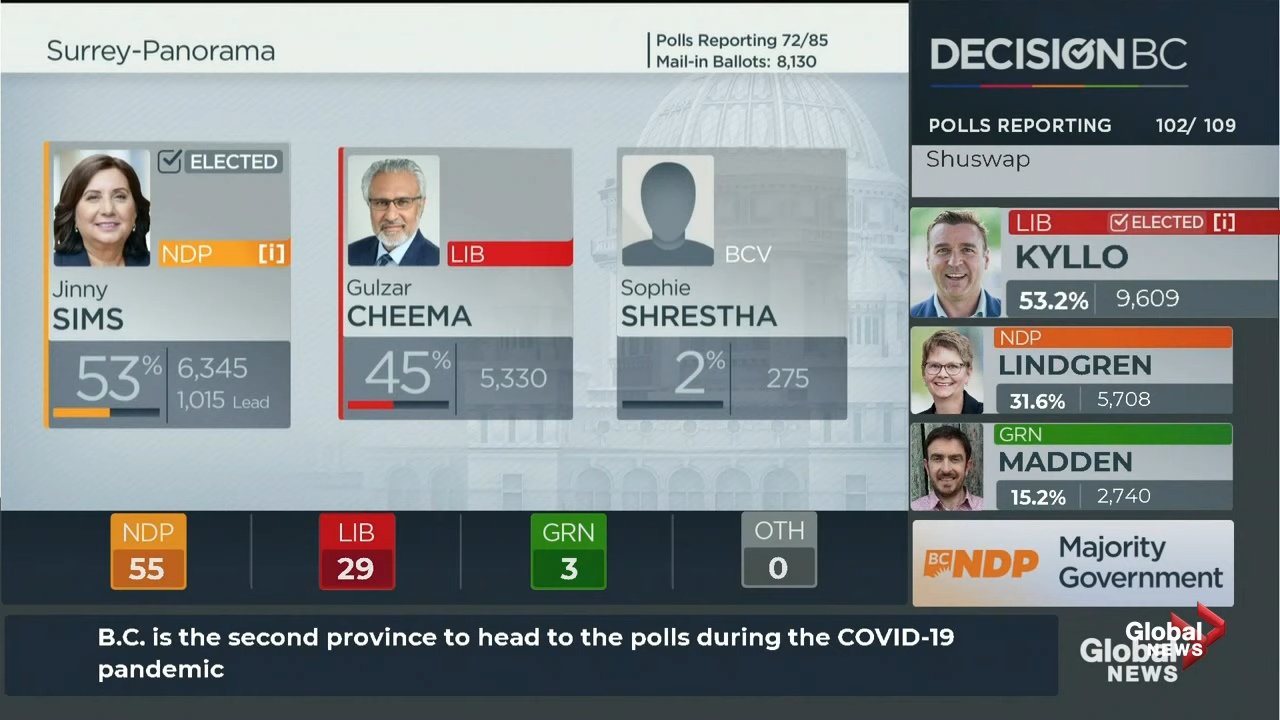 Surrey-Panorama
Polls Reporting 72/85
Mail-in Ballots: 8,130
ELECTED
NDP [i]
Jinny
SIMS
53%
6,345
1,015 Lead
LIB
Gulzar
CHEEMA
45%
5,330
BCV
Sophie
SHRESTHA
2%
275
NDP
55
LIB
29
GRN
3
OTH
0
DECISION BC
POLLS REPORTING 102/ 109
Shuswap
LIB ELECTED [i]
KYLLO
53.2% 9,609
NDP
LINDGREN
31.6% 5,708
GRN
MADDEN
15.2% 2,740
BC NDP
Majority
Government
B.C. is the second province to head to the polls during the COVID-19
pandemic
Global
NEWS
Global
NEWS